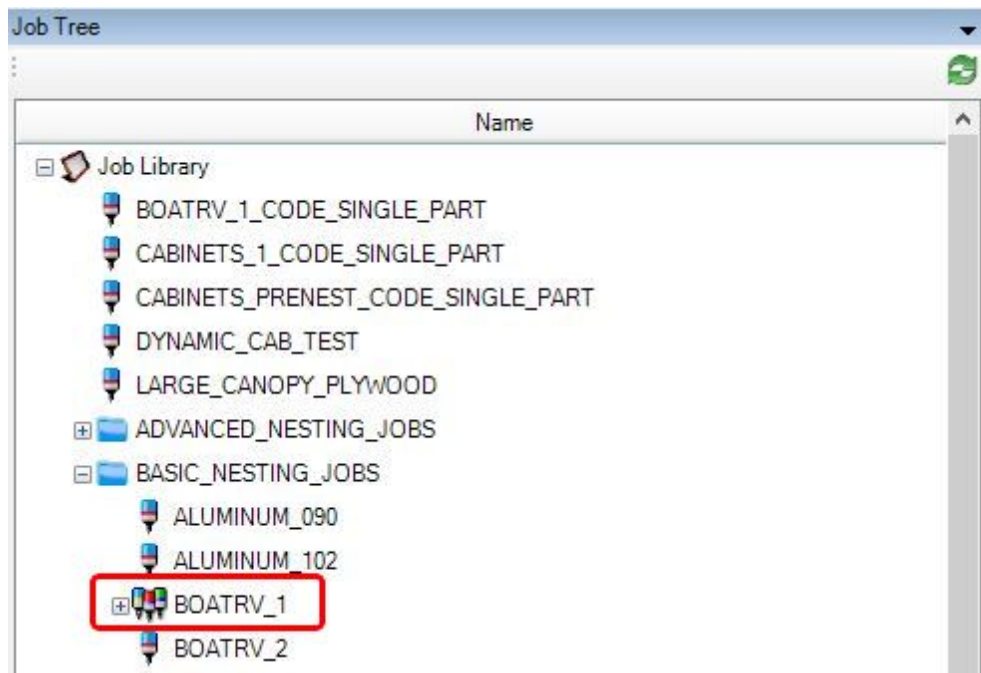 Job Tree
Name
Job Library
BOATRV_1_CODE_SINGLE_PART
CABINETS_1_CODE_SINGLE_PART
CABINETS_PRENEST_CODE_SINGLE_PART
DYNAMIC_CAB_TEST
LARGE_CANOPY_PLYWOOD
ADVANCED_NESTING_JOBS
BASIC_NESTING_JOBS
ALUMINUM_090
ALUMINUM_102
BOATRV_1
BOATRV_2